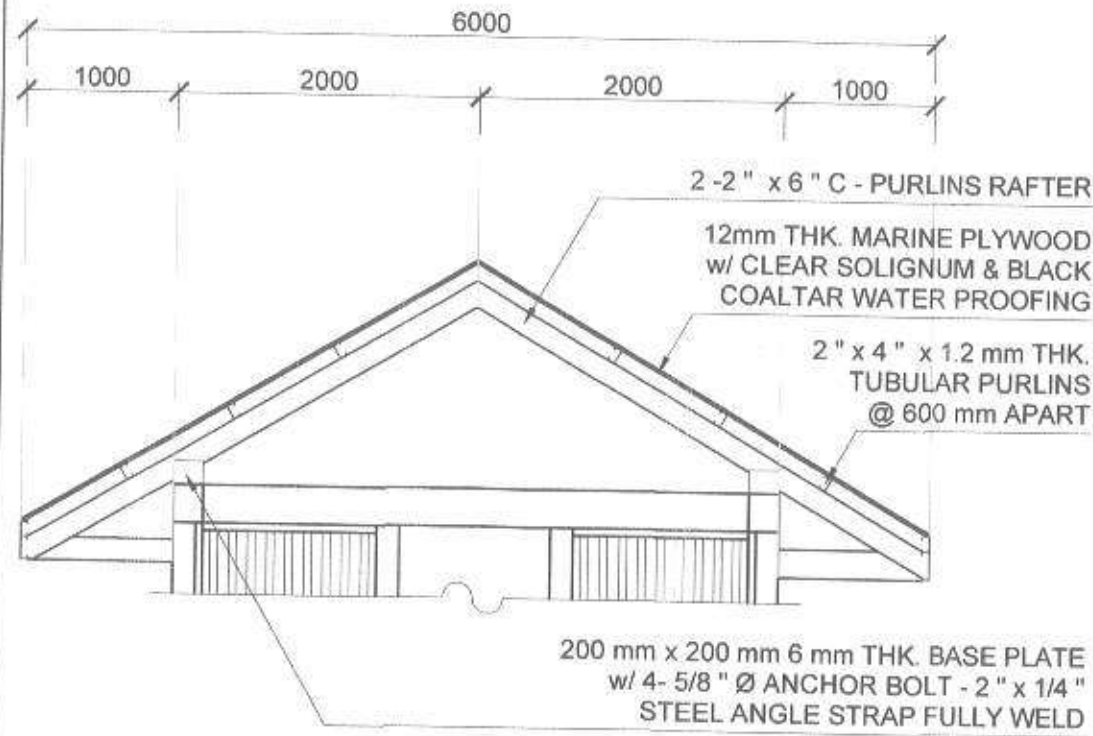 6000
1000 2000 2000 1000
2 -2 " x 6 " C - PURLINS RAFTER
12mm THK. MARINE PLYWOOD
w/ CLEAR SOLIGNUM & BLACK
COALTAR WATER PROOFING
2 " x 4 " x 1.2 mm THK.
TUBULAR PURLINS
@ 600 mm APART
200 mm x 200 mm 6 mm THK. BASE PLATE
w/ 4- 5/8 " Ø ANCHOR BOLT - 2 " x 1/4 "
STEEL ANGLE STRAP FULLY WELD